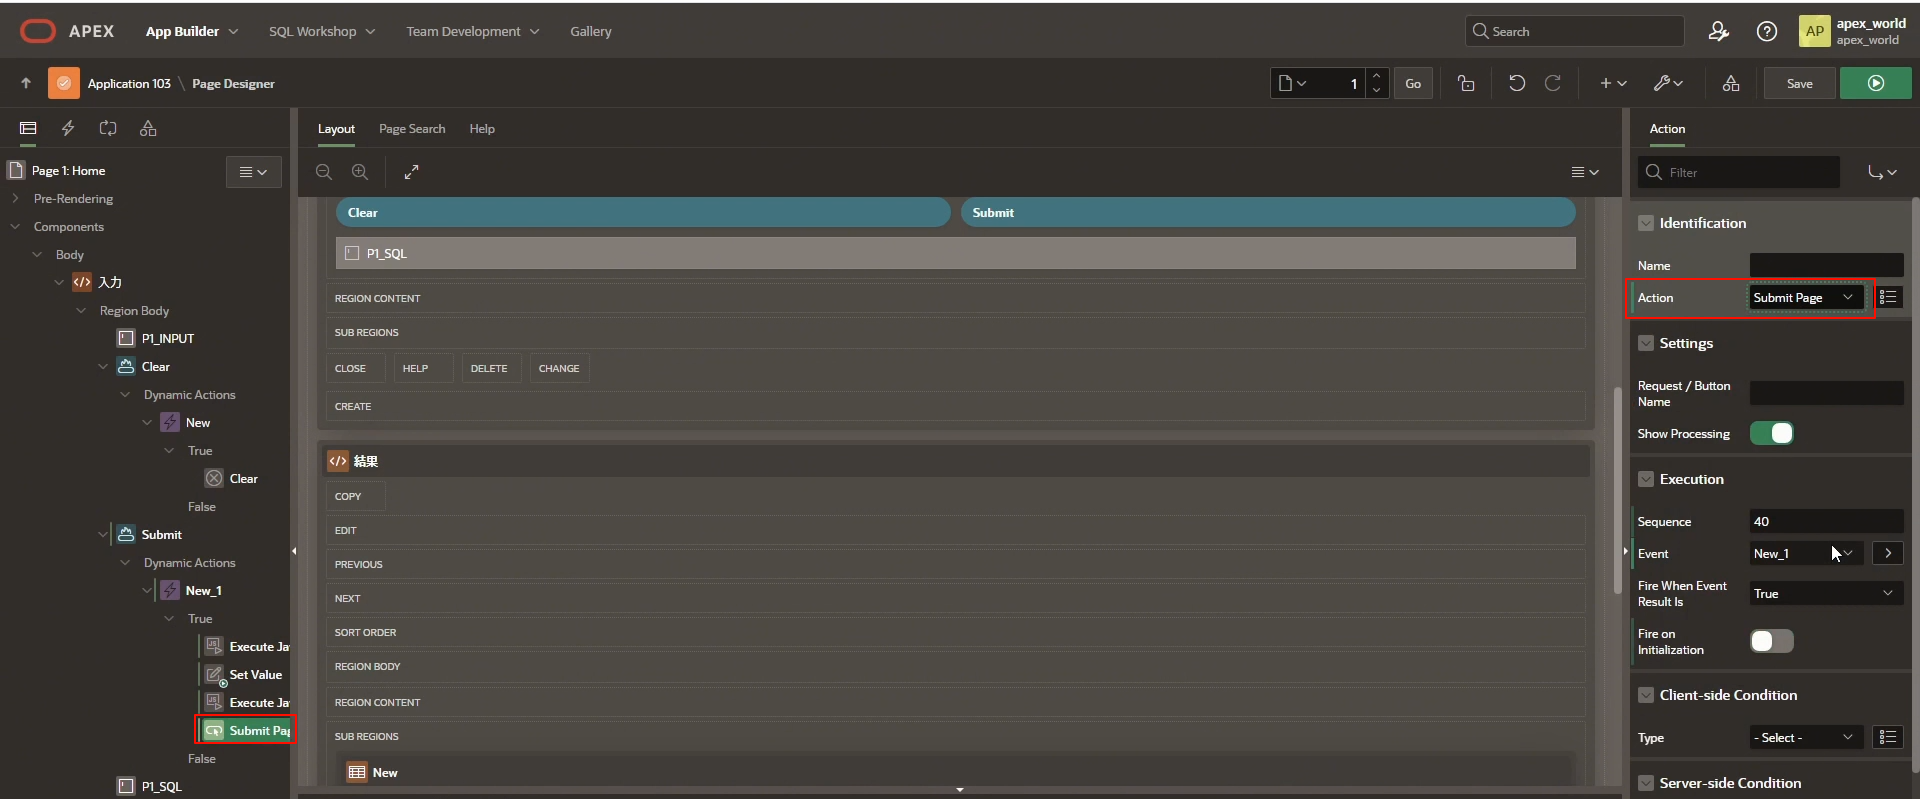 APEX App Builder SQL Workshop Team Development Gallery Search AP apex_world
apex_world
Application 103 \ Page Designer 1 Go Save
Layout Page Search Help Action
Page 1: Home
Filter
Pre-Rendering
Components
Body
入力
Region Body
P1_INPUT
Clear
Dynamic Actions
New
True
Clear
False
Submit
Dynamic Actions
New_1
True
Execute Ja
Set Value
Execute Ja
Submit Pag
False
P1_SQL
Clear Submit
P1_SQL
REGION CONTENT
SUB REGIONS
CLOSE HELP DELETE CHANGE
CREATE
結果
COPY
EDIT
PREVIOUS
NEXT
SORT ORDER
REGION BODY
REGION CONTENT
SUB REGIONS
New
Identification
Name
Action Submit Page
Settings
Request / Button
Name
Show Processing
Execution
Sequence 40
Event New_1
Fire When Event
Result Is True
Fire on
Initialization
Client-side Condition
Type - Select -
Server-side Condition